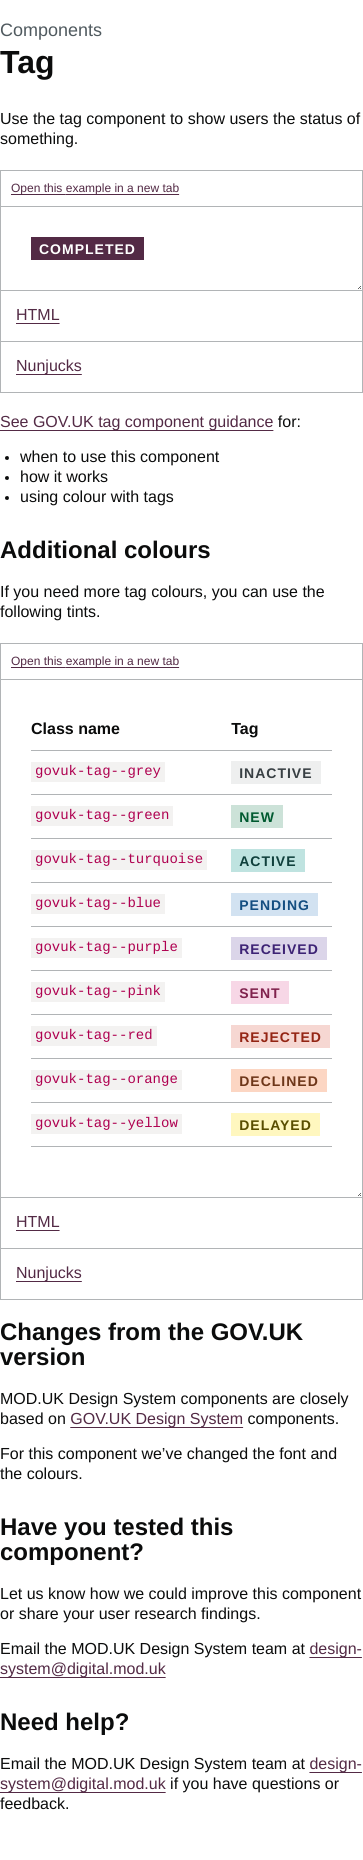 Components
Tag
Use the tag component to show users the status of
something.
Open this example in a new tab
COMPLETED
HTML
Nunjucks
See GOV.UK tag component guidance for:
• when to use this component
• how it works
• using colour with tags
Additional colours
If you need more tag colours, you can use the
following tints.
Open this example in a new tab
Class name Tag
govuk-tag--grey INACTIVE
govuk-tag--green NEW
govuk-tag--turquoise ACTIVE
govuk-tag--blue PENDING
govuk-tag--purple RECEIVED
govuk-tag--pink SENT
govuk-tag--red REJECTED
govuk-tag--orange DECLINED
govuk-tag--yellow DELAYED
HTML
Nunjucks
Changes from the GOV.UK
version
MOD.UK Design System components are closely
based on GOV.UK Design System components.
For this component we’ve changed the font and
the colours.
Have you tested this
component?
Let us know how we could improve this component
or share your user research findings.
Email the MOD.UK Design System team at design-
system@digital.mod.uk
Need help?
Email the MOD.UK Design System team at design-
system@digital.mod.uk if you have questions or
feedback.